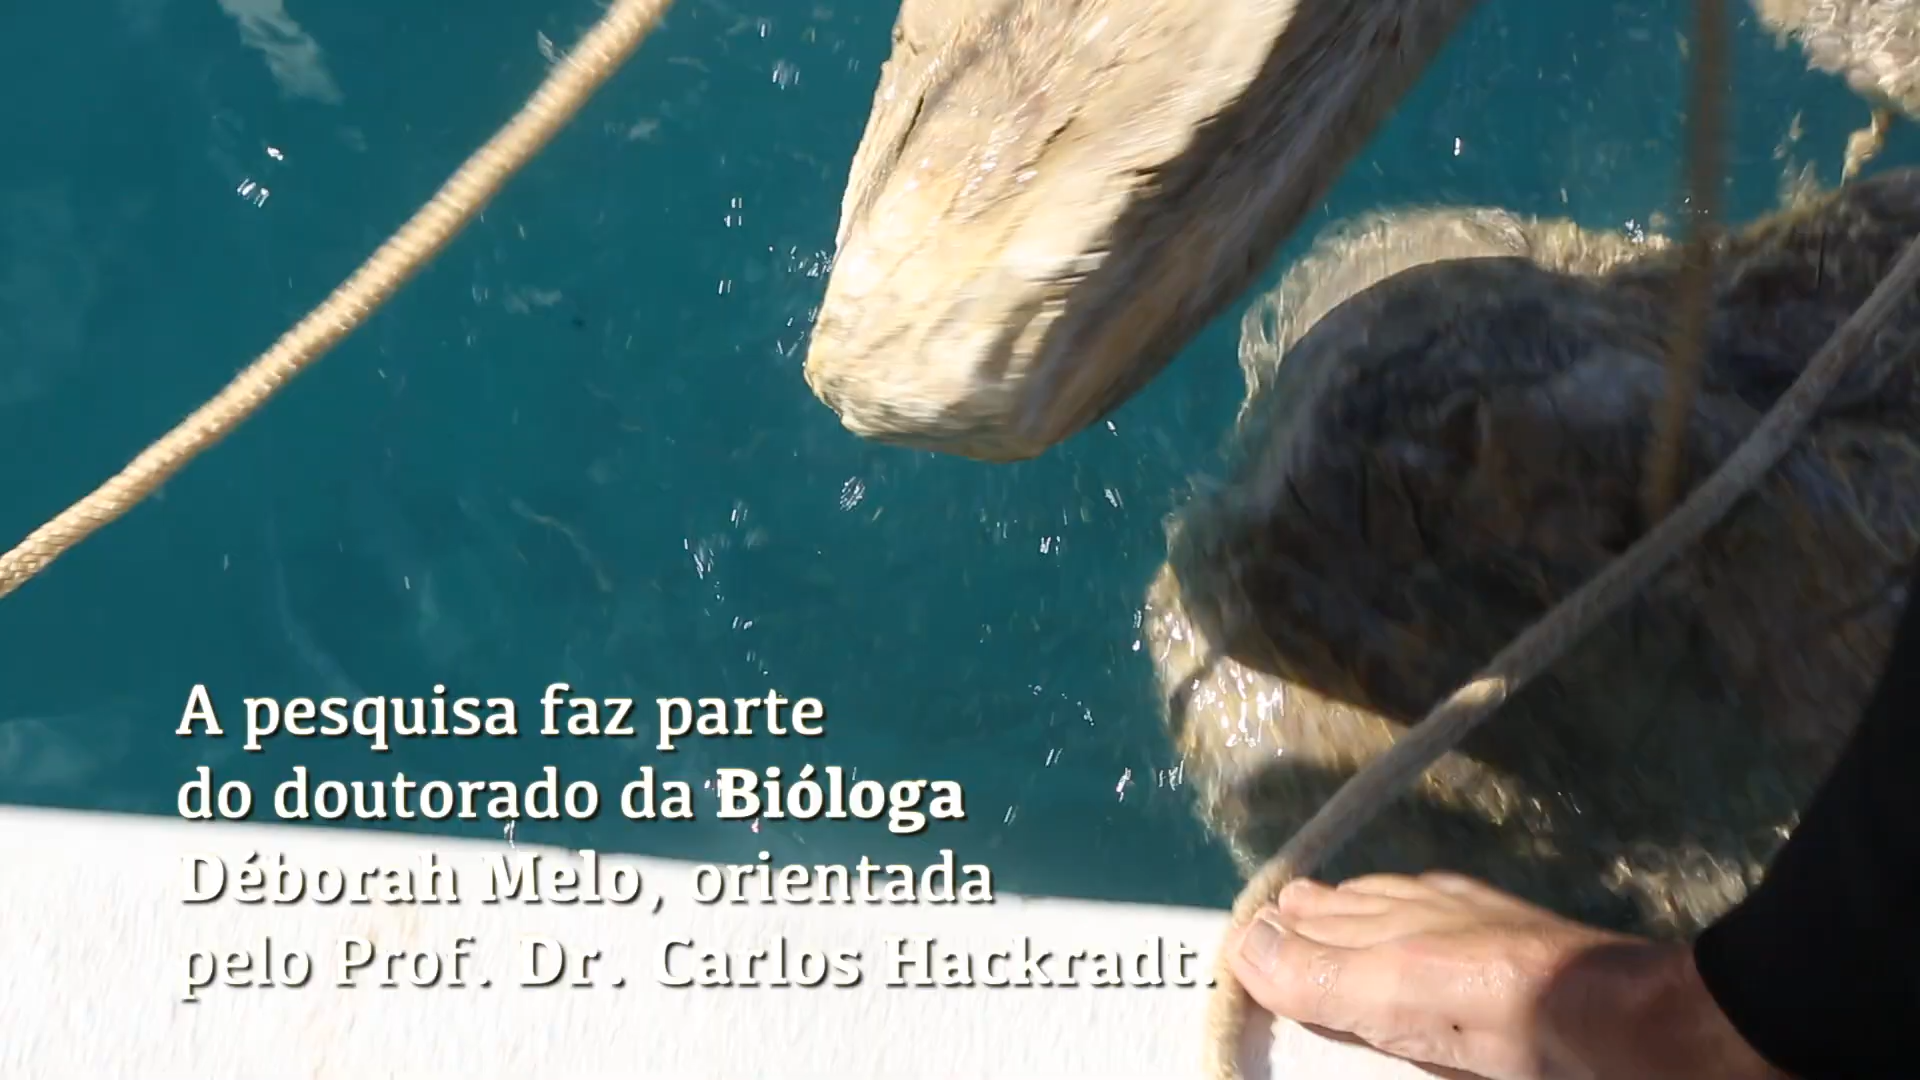 A pesquisa faz parte
do doutorado da Bióloga
Déborah Melo, orientada
pelo Prof. Dr. Carlos Hackradt.